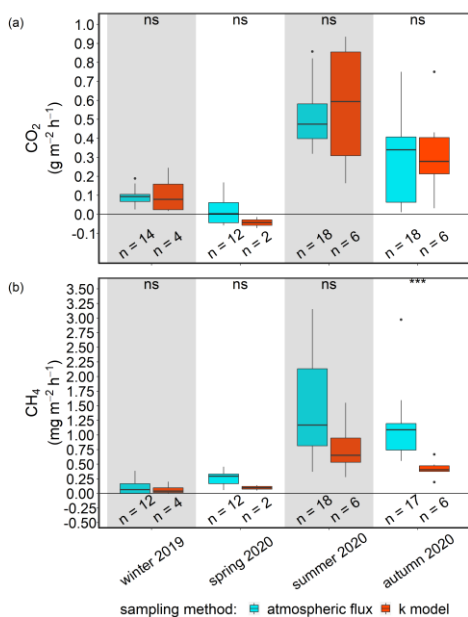 (a)
ns ns ns ns
CO₂
(g m⁻² h⁻¹)
1.0
0.9
0.8
0.7
0.6
0.5
0.4
0.3
0.2
0.1
0.0
-0.1
n = 14 n = 4 n = 12 n = 2 n = 18 n = 6 n = 18 n = 6
(b)
ns ns ns ***
CH₄
(mg m⁻² h⁻¹)
3.50
3.25
3.00
2.75
2.50
2.25
2.00
1.75
1.50
1.25
1.00
0.75
0.50
0.25
0.00
-0.25
-0.50
n = 12 n = 4 n = 12 n = 2 n = 18 n = 6 n = 17 n = 6
winter 2019 spring 2020 summer 2020 autumn 2020
sampling method: atmospheric flux k model